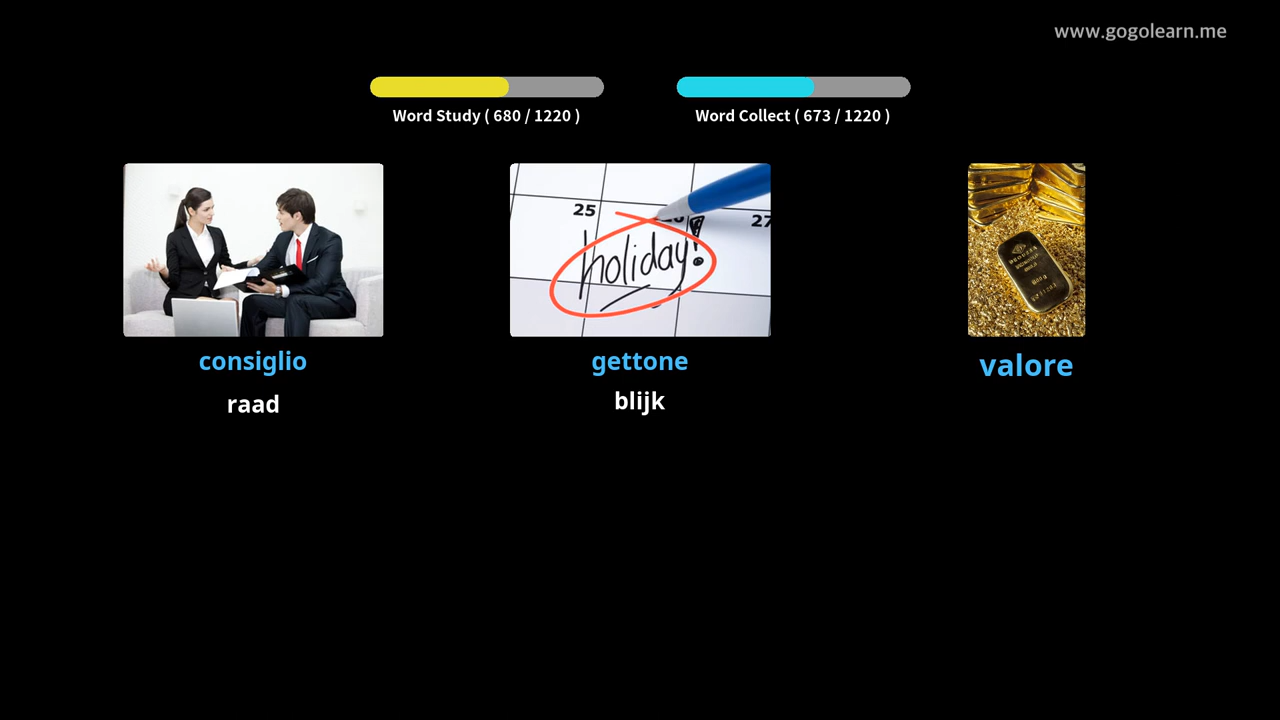 www.gogolearn.me
Word Study ( 680 / 1220 )
Word Collect ( 673 / 1220 )
25
27
holiday!
consiglio
gettone
valore
raad
blijk